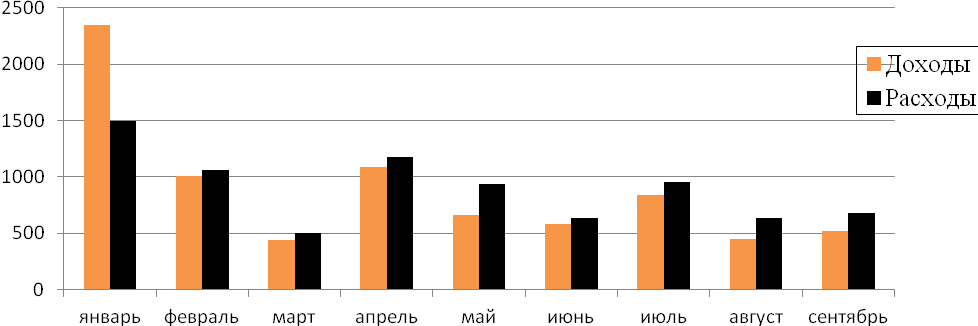 2500
2000
1500
1000
500
0
январь февраль март апрель май июнь июль август сентябрь
Доходы
Расходы